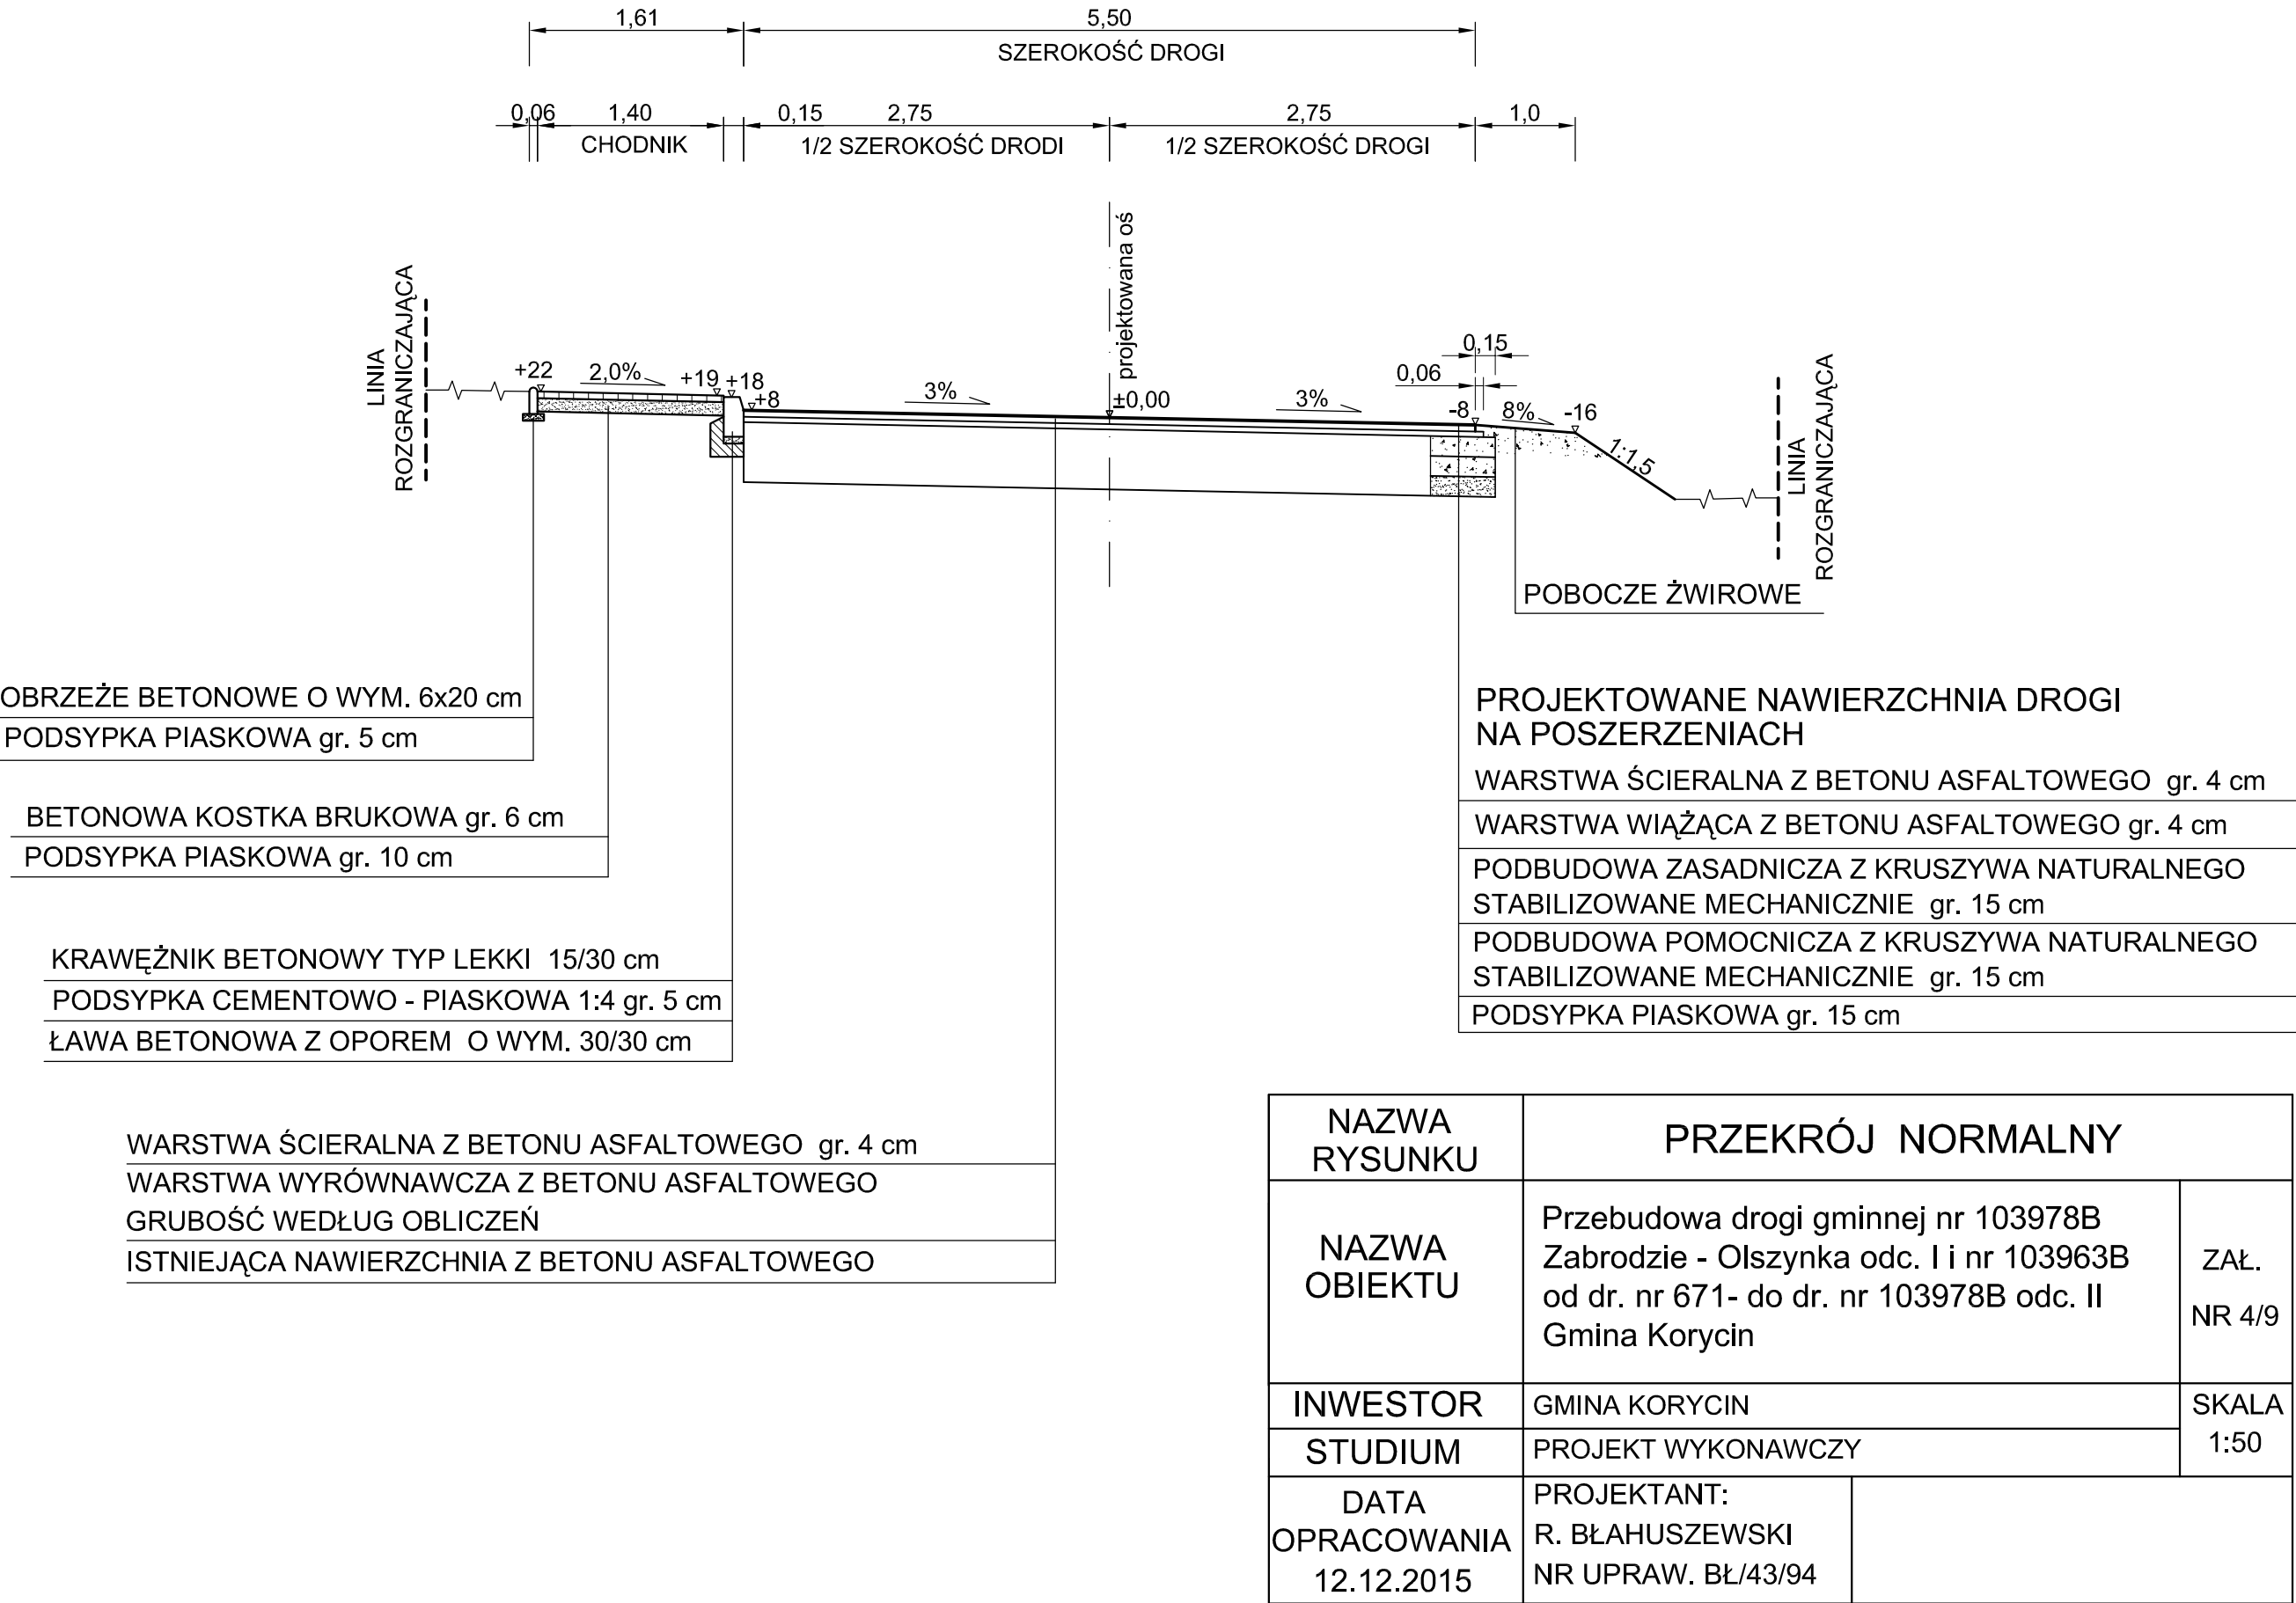 1,61
5,50
SZEROKOŚĆ DROGI
0,06
1,40
0,15
2,75
2,75
1,0
CHODNIK
1/2 SZEROKOŚĆ DRODI
1/2 SZEROKOŚĆ DROGI
projektowana oś
LINIA
ROZGRANICZAJĄCA
+22
2,0%
+19
+18
+8
3%
±0,00
3%
0,15
0,06
-8
8%
-16
1:1,5
LINIA
ROZGRANICZAJĄCA
POBOCZE ŻWIROWE
OBRZEŻE BETONOWE O WYM. 6x20 cm
PODSYPKA PIASKOWA gr. 5 cm
BETONOWA KOSTKA BRUKOWA gr. 6 cm
PODSYPKA PIASKOWA gr. 10 cm
KRAWĘŻNIK BETONOWY TYP LEKKI 15/30 cm
PODSYPKA CEMENTOWO - PIASKOWA 1:4 gr. 5 cm
ŁAWA BETONOWA Z OPOREM O WYM. 30/30 cm
WARSTWA ŚCIERALNA Z BETONU ASFALTOWEGO gr. 4 cm
WARSTWA WYRÓWNAWCZA Z BETONU ASFALTOWEGO
GRUBOŚĆ WEDŁUG OBLICZEŃ
ISTNIEJĄCA NAWIERZCHNIA Z BETONU ASFALTOWEGO
PROJEKTOWANE NAWIERZCHNIA DROGI
NA POSZERZENIACH
WARSTWA ŚCIERALNA Z BETONU ASFALTOWEGO gr. 4 cm
WARSTWA WIĄŻĄCA Z BETONU ASFALTOWEGO gr. 4 cm
PODBUDOWA ZASADNICZA Z KRUSZYWA NATURALNEGO
STABILIZOWANE MECHANICZNIE gr. 15 cm
PODBUDOWA POMOCNICZA Z KRUSZYWA NATURALNEGO
STABILIZOWANE MECHANICZNIE gr. 15 cm
PODSYPKA PIASKOWA gr. 15 cm
NAZWA
RYSUNKU
PRZEKRÓJ NORMALNY
NAZWA
OBIEKTU
Przebudowa drogi gminnej nr 103978B
Zabrodzie - Olszynka odc. I i nr 103963B
od dr. nr 671- do dr. nr 103978B odc. II
Gmina Korycin
ZAŁ.
NR 4/9
INWESTOR
GMINA KORYCIN
SKALA
1:50
STUDIUM
PROJEKT WYKONAWCZY
DATA
OPRACOWANIA
12.12.2015
PROJEKTANT:
R. BŁAHUSZEWSKI
NR UPRAW. BŁ/43/94